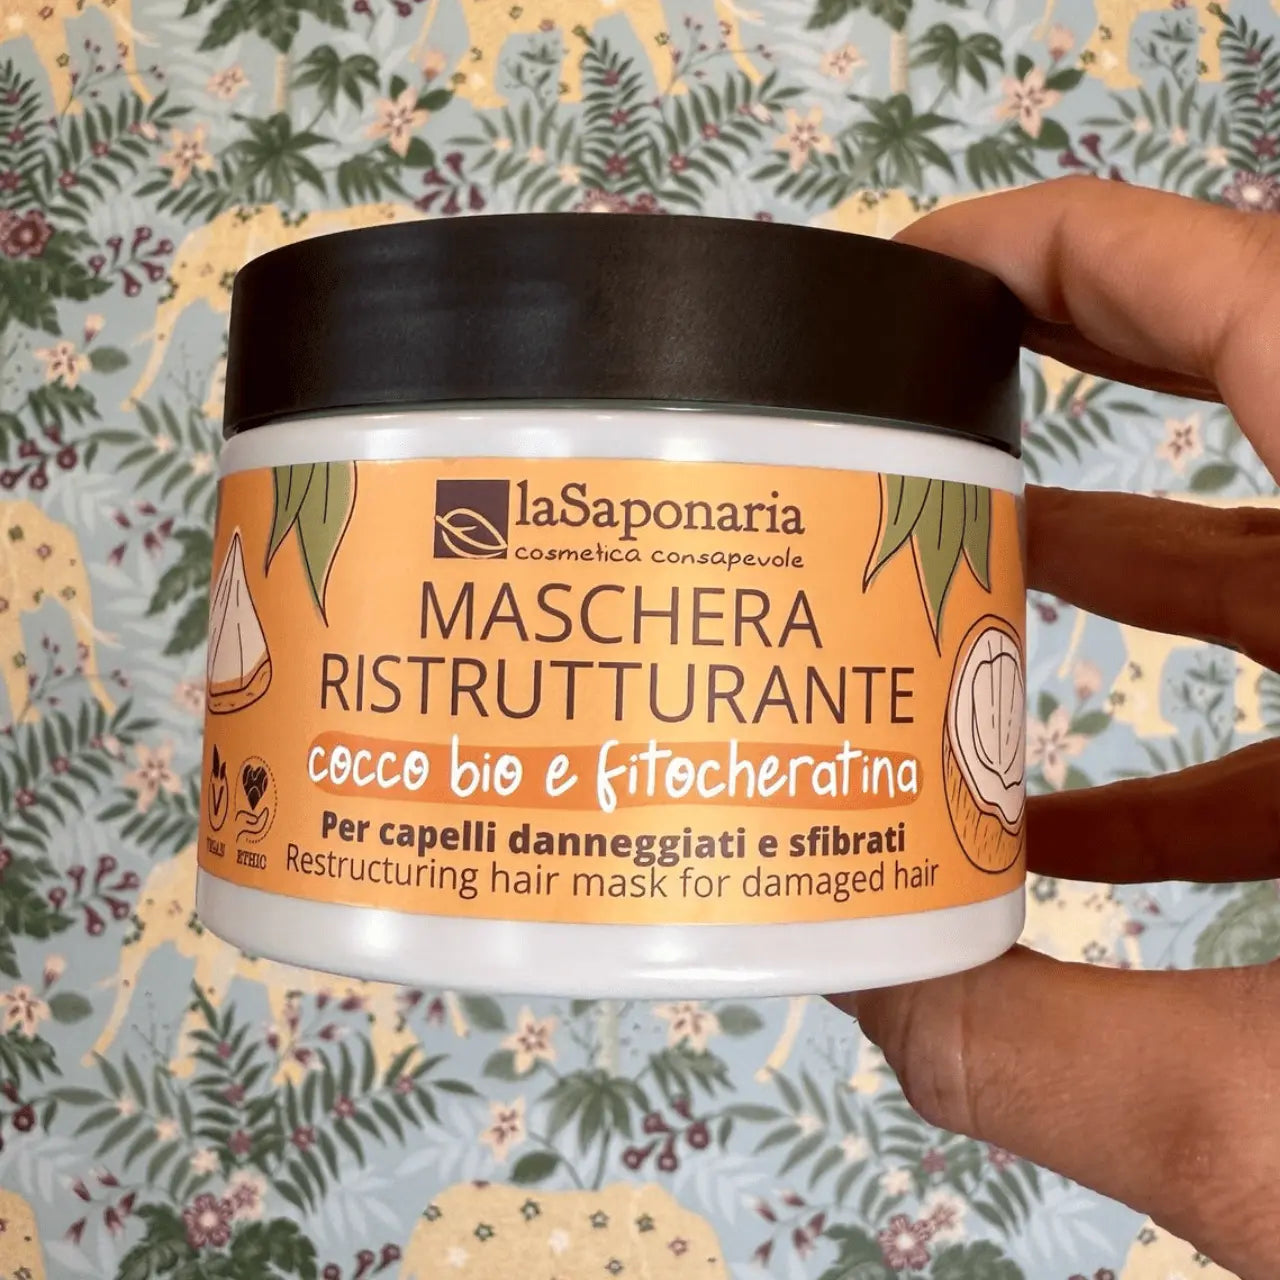 laSaponaria
cosmetica consapevole
MASCHERA
RISTRUTTURANTE
cocco bio e fitocheratina
Per capelli danneggiati e sfibrati
Restructuring hair mask for damaged hair
VEGAN
ETHIC